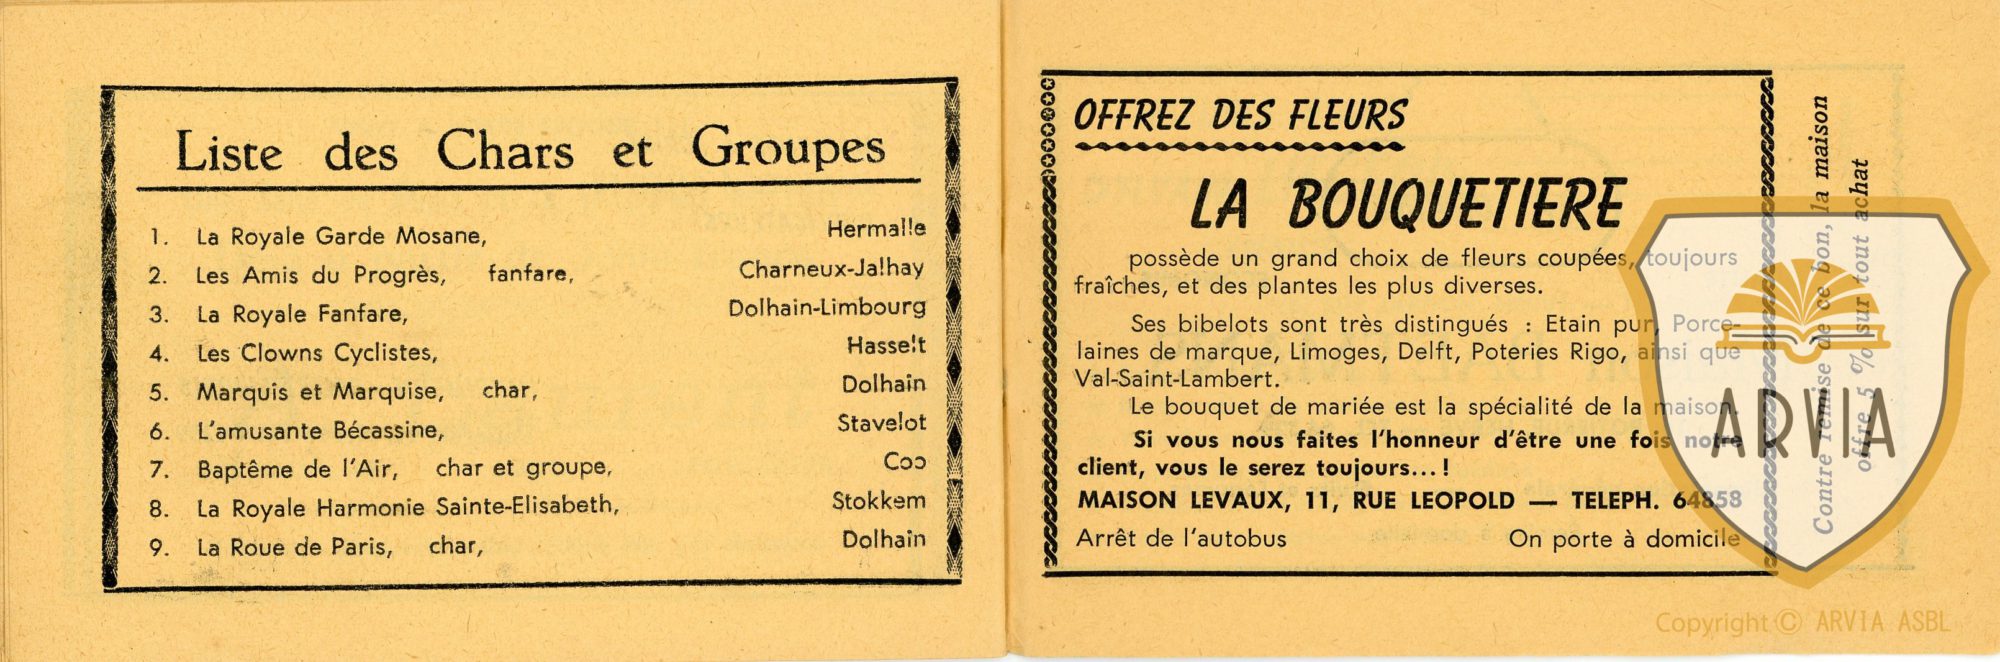 Liste des Chars et Groupes
1. La Royale Garde Mosane, Hermalle
2. Les Amis du Progrès, fanfare, Charneux-Jalhay
3. La Royale Fanfare, Dolhain-Limbourg
4. Les Clowns Cyclistes, Hasselt
5. Marquis et Marquise, char, Dolhain
6. L'amusante Bécassine, Stavelot
7. Baptême de l'Air, char et groupe, Coo
8. La Royale Harmonie Sainte-Elisabeth, Stokkem
9. La Roue de Paris, char, Dolhain
OFFREZ DES FLEURS
LA BOUQUETIERE
possède un grand choix de fleurs coupées, toujours
fraîches, et des plantes les plus diverses.
Ses bibelots sont très distingués : Etain pur, Porce-
laines de marque, Limoges, Delft, Poteries Rigo, ainsi que
Val-Saint-Lambert.
Le bouquet de mariée est la spécialité de la maison.
Si vous nous faites l'honneur d'être une fois notre
client, vous le serez toujours...!
MAISON LEVAUX, 11, RUE LEOPOLD — TELEPH. 64858
Arrêt de l'autobus On porte à domicile
Contre remise de ce bon, la maison
offre 5 % sur tout achat
ARVIA
Copyright © ARVIA ASBL